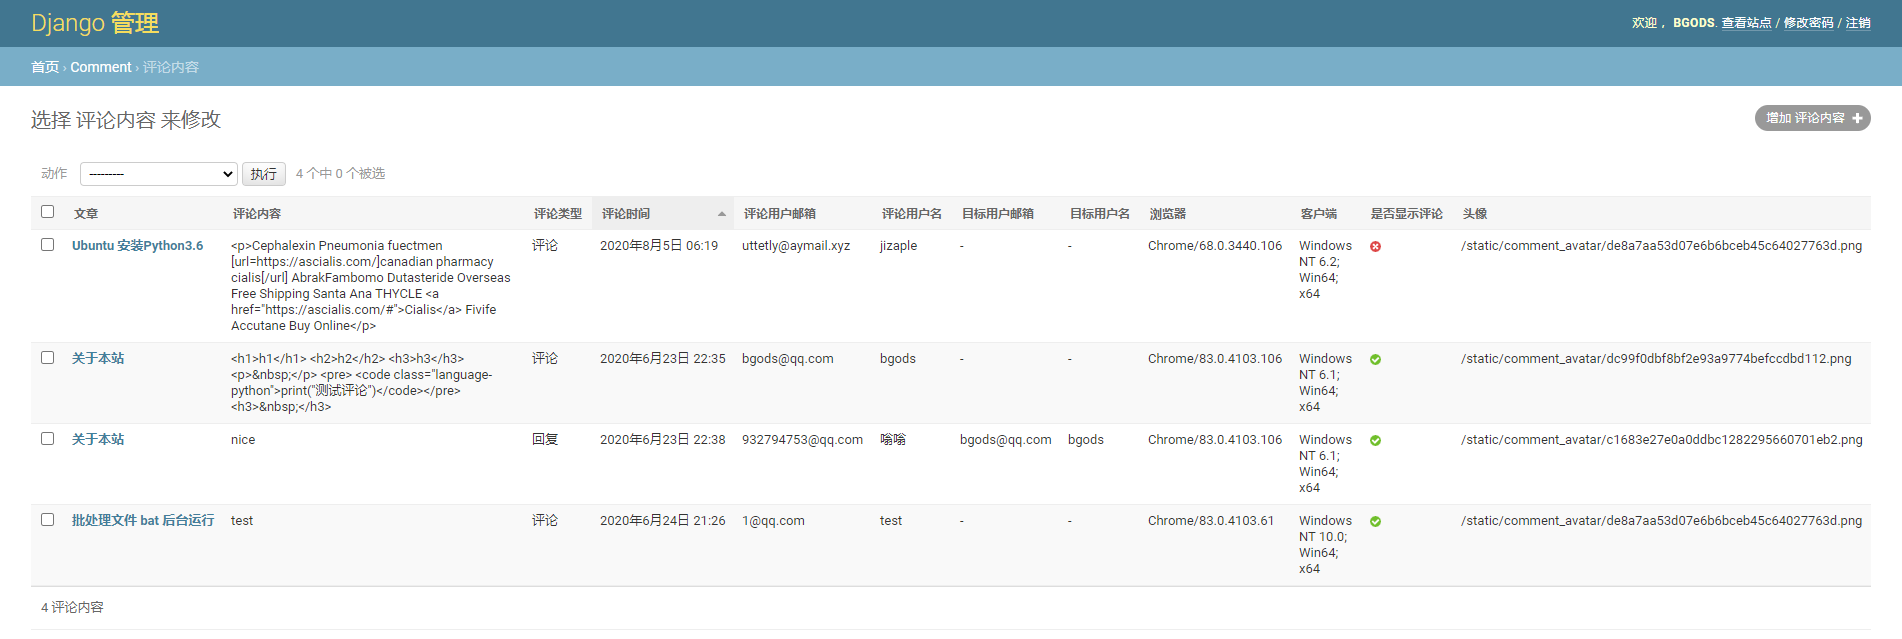 Django 管理
欢迎， BGODS. 查看站点 / 修改密码 / 注销
首页 › Comment › 评论内容
选择 评论内容 来修改
增加 评论内容
动作 --------- 执行 4 个中 0 个被选
文章 评论内容 评论类型 评论时间 评论用户邮箱 评论用户名 目标用户邮箱 目标用户名 浏览器 客户端 是否显示评论 头像
Ubuntu 安装Python3.6
<p>Cephalexin Pneumonia fuectmen
[url=https://ascialis.com/]canadian pharmacy
cialis[/url] AbrakFambomo Dutasteride Overseas
Free Shipping Santa Ana THYCLE <a
href="https://ascialis.com/#">Cialis</a> Fivife
Accutane Buy Online</p>
评论
2020年8月5日 06:19
uttetly@aymail.xyz
jizaple
-
-
Chrome/68.0.3440.106
Windows
NT 6.2;
Win64;
x64
/static/comment_avatar/de8a7aa53d07e6b6bceb45c64027763d.png
关于本站
<h1>h1</h1> <h2>h2</h2> <h3>h3</h3>
<p>&nbsp;</p> <pre> <code class="language-
python">print("测试评论")</code></pre>
<h3>&nbsp;</h3>
评论
2020年6月23日 22:35
bgods@qq.com
bgods
-
-
Chrome/83.0.4103.106
Windows
NT 6.1;
Win64;
x64
/static/comment_avatar/dc99f0dbf8bf2e93a9774befccdbd112.png
关于本站
nice
回复
2020年6月23日 22:38
932794753@qq.com
嗡嗡
bgods@qq.com
bgods
Chrome/83.0.4103.106
Windows
NT 6.1;
Win64;
x64
/static/comment_avatar/c1683e27e0a0ddbc1282295660701eb2.png
批处理文件 bat 后台运行
test
评论
2020年6月24日 21:26
1@qq.com
test
-
-
Chrome/83.0.4103.61
Windows
NT 10.0;
Win64;
x64
/static/comment_avatar/de8a7aa53d07e6b6bceb45c64027763d.png
4 评论内容